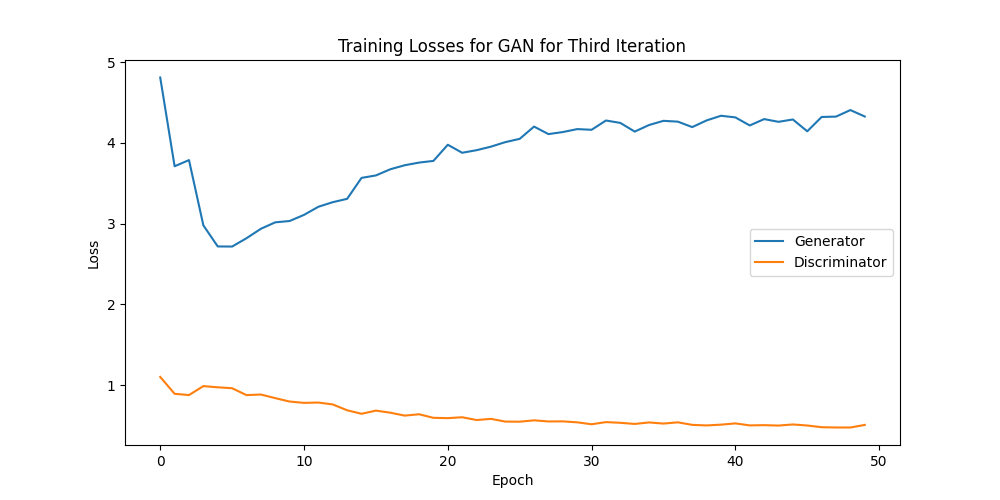 Training Losses for GAN for Third Iteration
5
4
3
2
1
Loss
Generator
Discriminator
0
10
20
30
40
50
Epoch